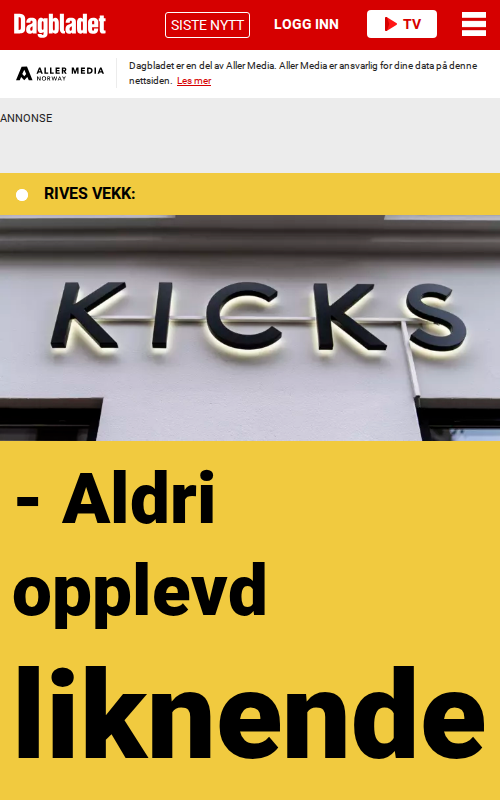 Dagbladet
SISTE NYTT
LOGG INN
TV
ALLER MEDIA
NORWAY
Dagbladet er en del av Aller Media. Aller Media er ansvarlig for dine data på denne
nettsiden. Les mer
ANNONSE
RIVES VEKK:
KICKS
- Aldri
opplevd
liknende